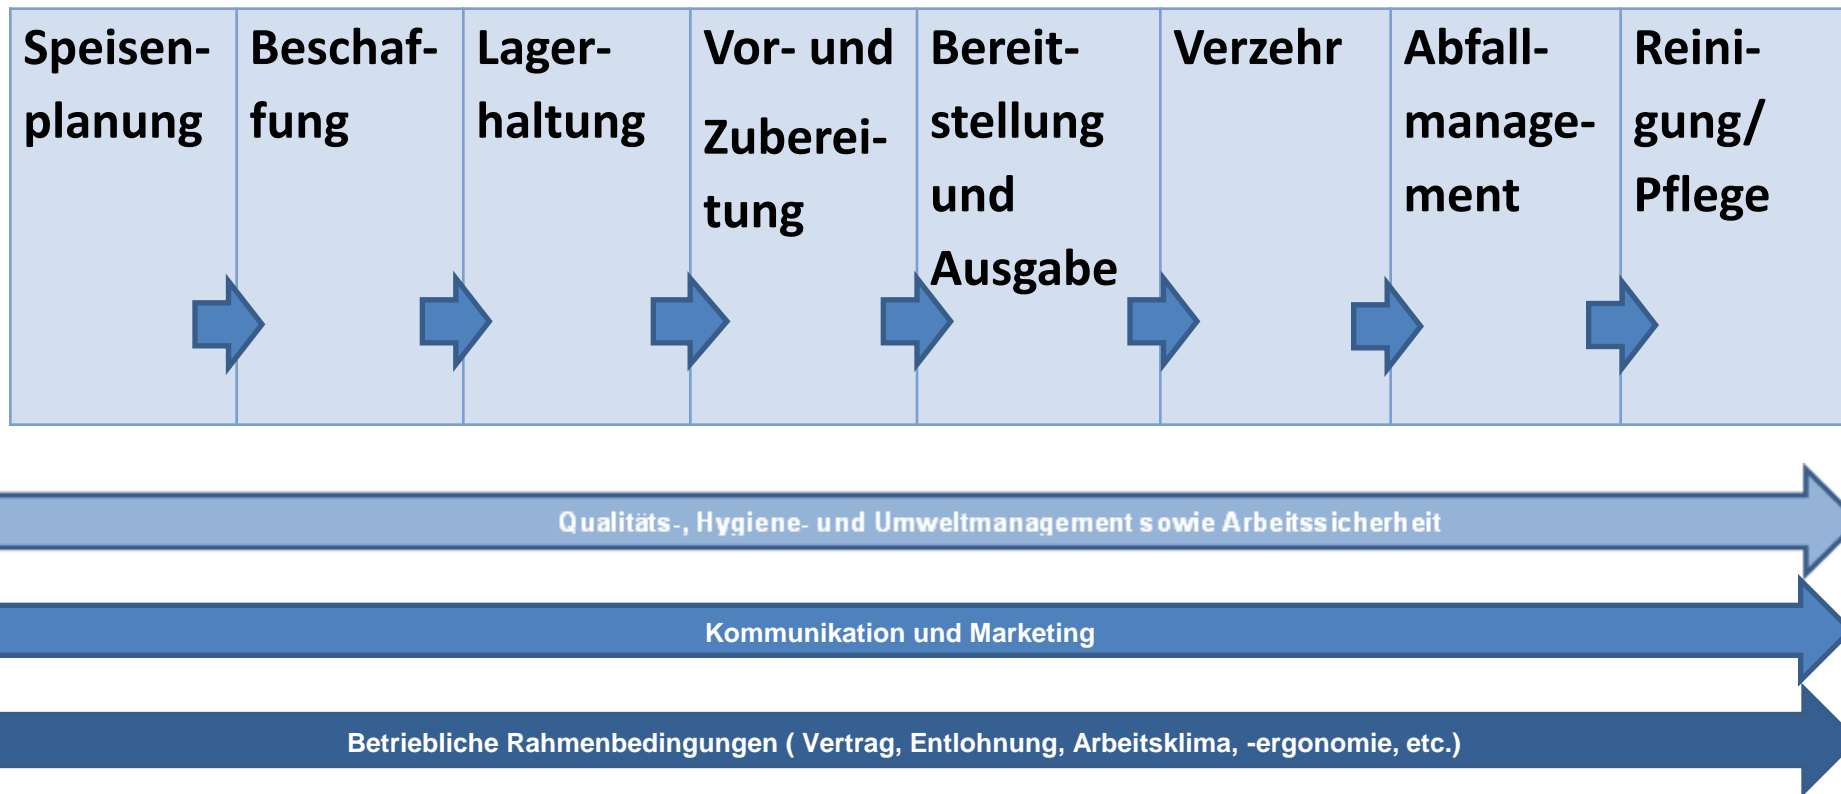 Speisen-
planung
Beschaf-
fung
Lager-
haltung
Vor- und
Zuberei-
tung
Bereit-
stellung
und
Ausgabe
Verzehr
Abfall-
manage-
ment
Reini-
gung/
Pflege
Qualitäts-, Hygiene- und Umweltmanagement sowie Arbeitssicherheit
Kommunikation und Marketing
Betriebliche Rahmenbedingungen ( Vertrag, Entlohnung, Arbeitsklima, -ergonomie, etc.)